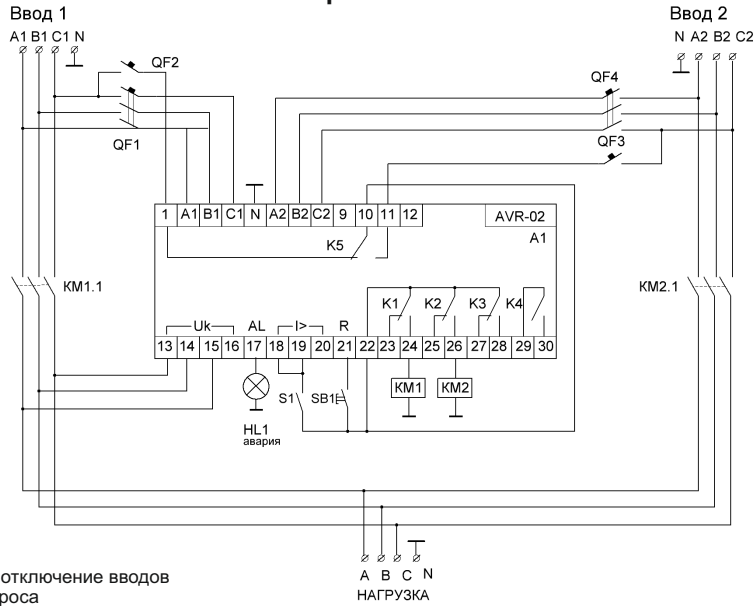 Ввод 1
Ввод 2
A1 B1 C1 N
N A2 B2 C2
QF2
QF4
QF1
QF3
1 A1 B1 C1 N A2 B2 C2 9 10 11 12
AVR-02
A1
K5
KM1.1
KM2.1
K1 K2 K3 K4
Uk AL I> R
13 14 15 16 17 18 19 20 21 22 23 24 25 26 27 28 29 30
S1
SB1
KM1
KM2
HL1
авария
A B C N
НАГРУЗКА
отключение вводов
роса